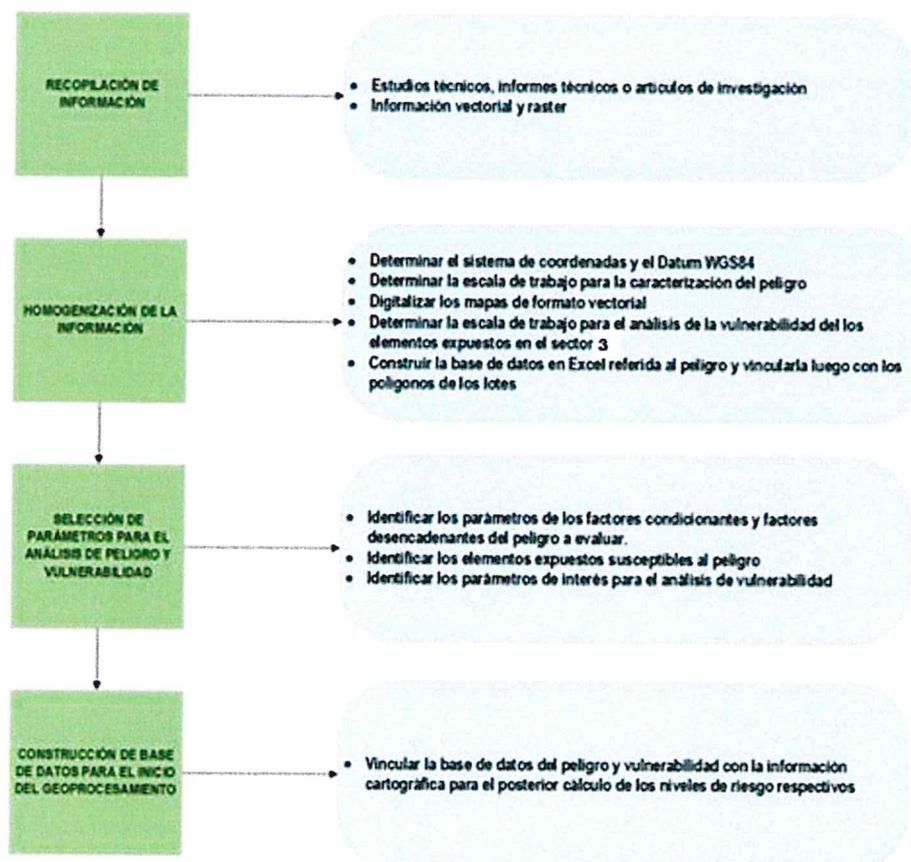 RECOPILACIÓN DE
INFORMACIÓN
• Estudios técnicos, informes técnicos o artículos de investigación
• Información vectorial y raster
HOMOGENIZACIÓN DE LA
INFORMACIÓN
• Determinar el sistema de coordenadas y el Datum WGS84
• Determinar la escala de trabajo para la caracterización del peligro
• Digitalizar los mapas de formato vectorial
• Determinar la escala de trabajo para el análisis de la vulnerabilidad del los
elementos expuestos en el sector 3
• Construir la base de datos en Excel referida al peligro y vincularla luego con los
polígonos de los lotes
SELECCIÓN DE
PARÁMETROS PARA EL
ANÁLISIS DE PELIGRO Y
VULNERABILIDAD
• Identificar los parámetros de los factores condicionantes y factores
desencadenantes del peligro a evaluar.
• Identificar los elementos expuestos susceptibles al peligro
• Identificar los parámetros de interés para el análisis de vulnerabilidad
CONSTRUCCIÓN DE BASE
DE DATOS PARA EL INICIO
DEL GEOPROCESAMIENTO
• Vincular la base de datos del peligro y vulnerabilidad con la información
cartográfica para el posterior cálculo de los niveles de riesgo respectivos